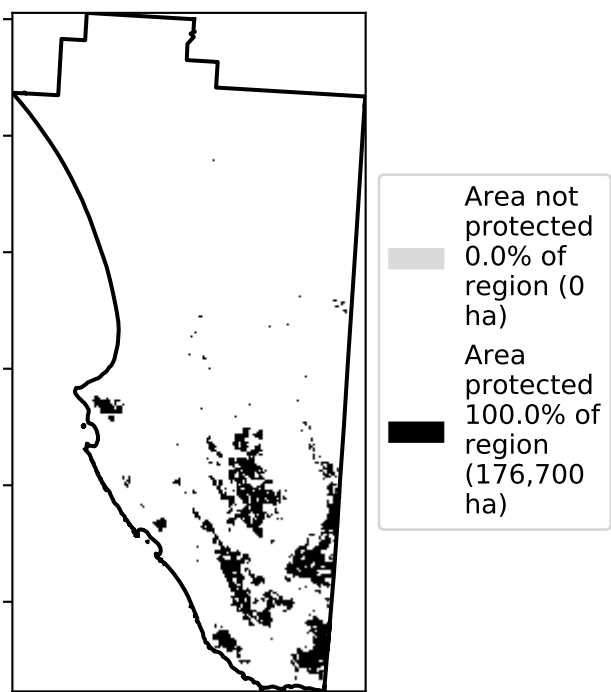 Area not
protected
0.0% of
region (0
ha)
Area
protected
100.0% of
region
(176,700
ha)